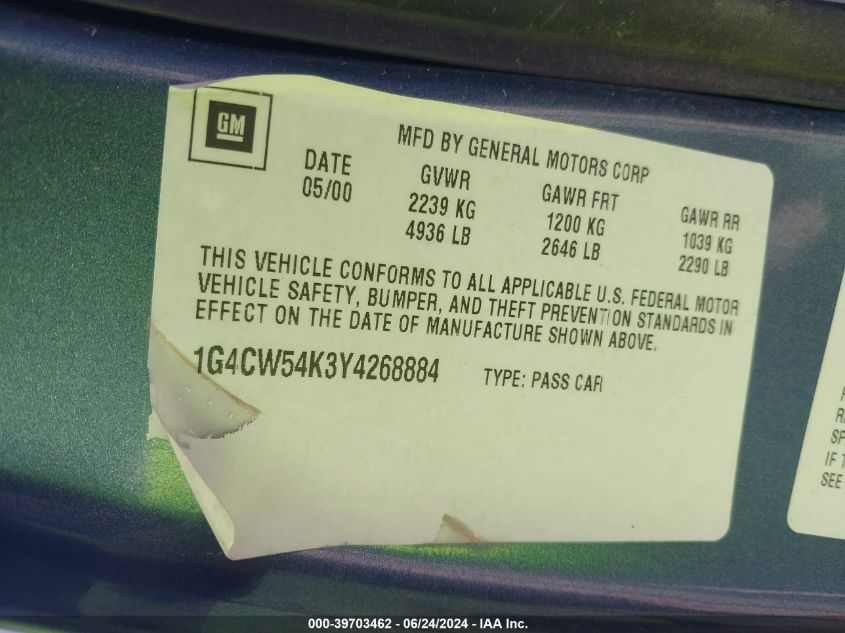 GM
MFD BY GENERAL MOTORS CORP
DATE GVWR GAWR FRT GAWR RR
05/00 2239 KG 1200 KG 1039 KG
4936 LB 2646 LB 2290 LB
THIS VEHICLE CONFORMS TO ALL APPLICABLE U.S. FEDERAL MOTOR
VEHICLE SAFETY, BUMPER, AND THEFT PREVENTION STANDARDS IN
EFFECT ON THE DATE OF MANUFACTURE SHOWN ABOVE.
1G4CW54K3Y4268884 TYPE: PASS CAR
IF
SEE
000-39703462 - 06/24/2024 - IAA Inc.